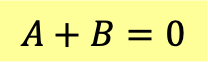 A + B = 0